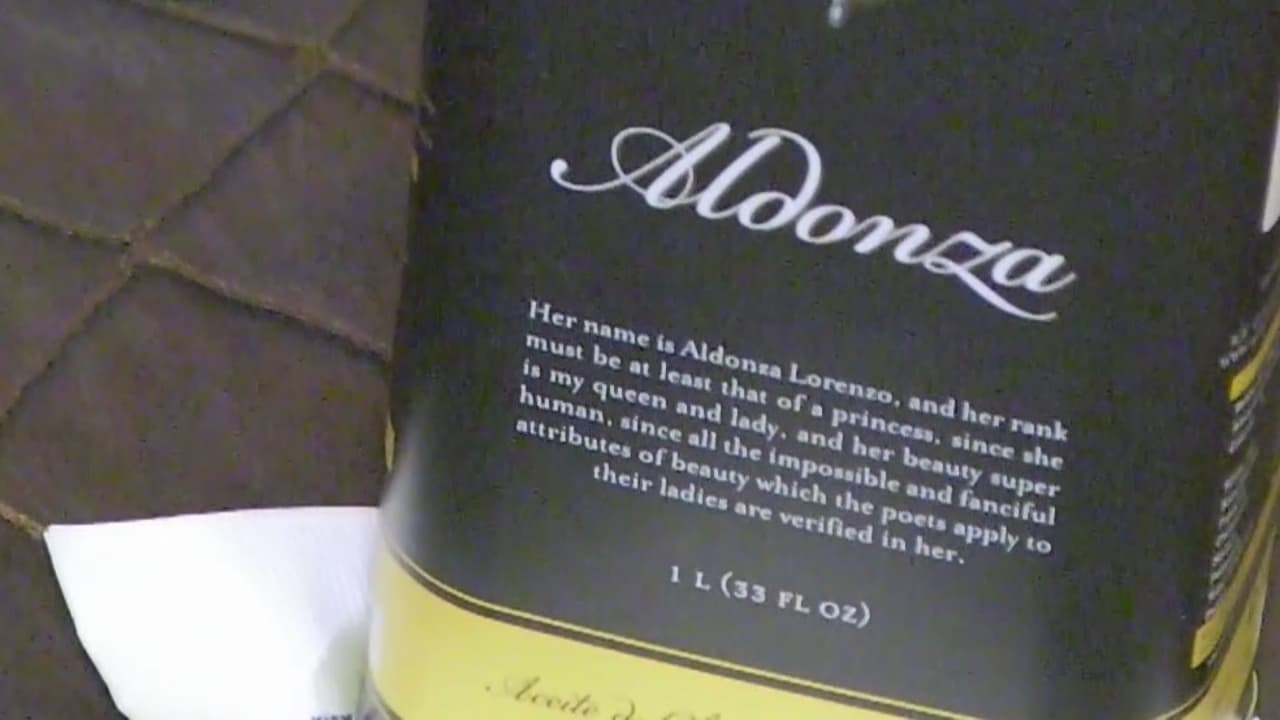 Aldonza
Her name is Aldonza Lorenzo, and her rank
must be at least that of a princess, since she
is my queen and lady, and her beauty super
human, since all the impossible and fanciful
attributes of beauty which the poets apply to
their ladies are verified in her.
1 L (33 FL OZ)
Aceite d